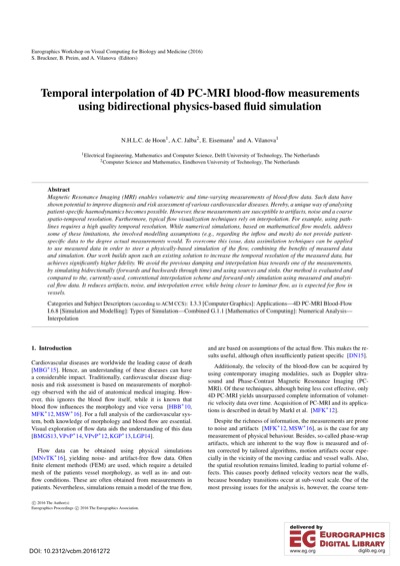 Eurographics Workshop on Visual Computing for Biology and Medicine (2016)
S. Bruckner, B. Preim, and A. Vilanova (Editors)
Temporal interpolation of 4D PC-MRI blood-flow measurements
using bidirectional physics-based fluid simulation
N.H.L.C. de Hoon1, A.C. Jalba2, E. Eisemann1 and A. Vilanova1
1Electrical Engineering, Mathematics and Computer Science, Delft University of Technology, The Netherlands
2Computer Science and Mathematics, Eindhoven University of Technology, The Netherlands
Abstract
Magnetic Resonance Imaging (MRI) enables volumetric and time-varying measurements of blood-flow data. Such data have
shown potential to improve diagnosis and risk assessment of various cardiovascular diseases. Hereby, a unique way of analysing
patient-specific haemodynamics becomes possible. However, these measurements are susceptible to artifacts, noise and a coarse
spatio-temporal resolution. Furthermore, typical flow visualization techniques rely on interpolation. For example, using path-
lines requires a high quality temporal resolution. While numerical simulations, based on mathematical flow models, address
some of these limitations, the involved modelling assumptions (e.g., regarding the inflow and mesh) do not provide patient-
specific data to the degree actual measurements would. To overcome this issue, data assimilation techniques can be applied
to use measured data in order to steer a physically-based simulation of the flow, combining the benefits of measured data
and simulation. Our work builds upon such an existing solution to increase the temporal resolution of the measured data, but
achieves significantly higher fidelity. We avoid the previous damping and interpolation bias towards one of the measurements,
by simulating bidirectionally (forwards and backwards through time) and using sources and sinks. Our method is evaluated
and compared to the, currently-used, conventional interpolation scheme and forward-only simulation using measured and analyti-
cal flow data. It reduces artifacts, noise, and interpolation error, while being closer to laminar flow, as is expected for flow in
vessels.
Categories and Subject Descriptors (according to ACM CCS): I.3.3 [Computer Graphics]: Applications—4D PC-MRI Blood-Flow
I.6.8 [Simulation and Modelling]: Types of Simulation—Combined G.1.1 [Mathematics of Computing]: Numerical Analysis—
Interpolation
1. Introduction
Cardiovascular diseases are worldwide the leading cause of death
[MBG*15]. Hence, an understanding of these diseases can have
a considerable impact. Traditionally, cardiovascular disease diag-
nosis and risk assessment is based on measurements of morphol-
ogy observed with the aid of anatomical medical imaging. How-
ever, this ignores the blood flow itself, while it is known that
blood flow influences the morphology and vice versa [HBB*10,
MFK*12, MSW*16]. For a full analysis of the cardiovascular sys-
tem, both knowledge of morphology and blood flow are essential.
Visual exploration of flow data aids the understanding of this data
[BMGS13, VPvP*14, VPvP*12, KGP*13, LGP14].
Flow data can be obtained using physical simulations
[MNvTK*16], yielding noise- and artifact-free flow data. Often
finite element methods (FEM) are used, which require a detailed
mesh of the patients vessel morphology, as well as in- and out-
flow conditions. These are often obtained from measurements in
patients. Nevertheless, simulations remain a model of the true flow,
and are based on assumptions of the actual flow. This makes the re-
sults useful, although often insufficiently patient specific [DN15].
Additionally, the velocity of the blood-flow can be acquired by
using contemporary imaging modalities, such as Doppler ultra-
sound and Phase-Contrast Magnetic Resonance Imaging (PC-
MRI). Of these techniques, although being less cost effective, only
4D PC-MRI yields unsurpassed complete information of volumet-
ric velocity data over time. Acquisition of PC-MRI and its applica-
tions is described in detail by Markl et al. [MFK*12].
Despite the richness of information, the measurements are prone
to noise and artifacts [MFK*12, MSW*16], as is the case for any
measurement of physical behaviour. Besides, so-called phase-wrap
artifacts, which are inherent to the way flow is measured and of-
ten corrected by tailored algorithms, motion artifacts occur espe-
cially in the vicinity of the moving cardiac and vessel walls. Also,
the spatial resolution remains limited, leading to partial volume ef-
fects. This causes poorly defined velocity vectors near the walls,
because boundary transitions occur at sub-voxel scale. One of the
most pressing issues for the analysis is, however, the coarse tem-
© 2016 The Author(s)
Eurographics Proceedings © 2016 The Eurographics Association.
DOI: 10.2312/vcbm.20161272
delivered by
EUROGRAPHICS
DIGITAL LIBRARY
www.eg.org
diglib.eg.org